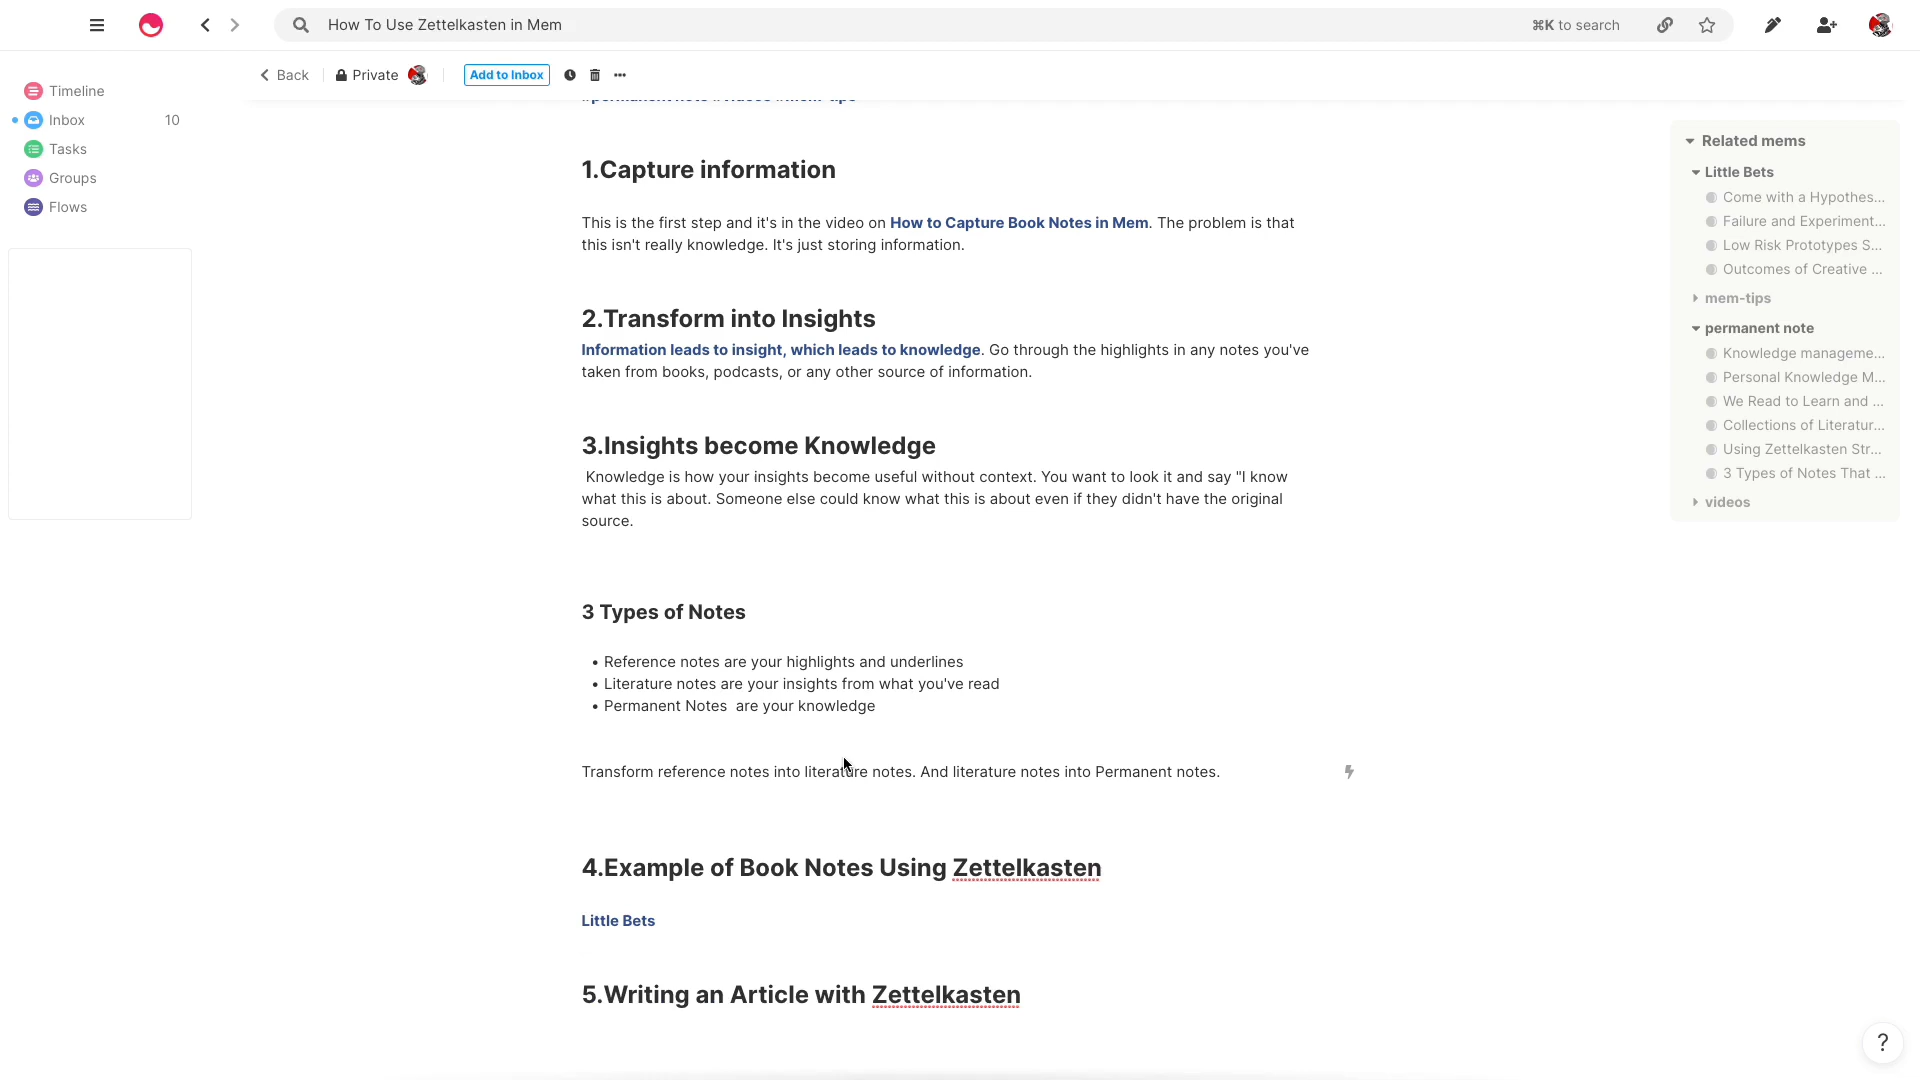 How To Use Zettelkasten in Mem
⌘K to search
Back
Private
Add to Inbox
Timeline
Inbox 10
Tasks
Groups
Flows
#permanent note #videos #mem-tips
1.Capture information
This is the first step and it's in the video on How to Capture Book Notes in Mem. The problem is that
this isn't really knowledge. It's just storing information.
2.Transform into Insights
Information leads to insight, which leads to knowledge. Go through the highlights in any notes you've
taken from books, podcasts, or any other source of information.
3.Insights become Knowledge
Knowledge is how your insights become useful without context. You want to look it and say "I know
what this is about. Someone else could know what this is about even if they didn't have the original
source.
3 Types of Notes
• Reference notes are your highlights and underlines
• Literature notes are your insights from what you've read
• Permanent Notes  are your knowledge
Transform reference notes into literature notes. And literature notes into Permanent notes.
4.Example of Book Notes Using Zettelkasten
Little Bets
5.Writing an Article with Zettelkasten
Related mems
Little Bets
Come with a Hypothes...
Failure and Experiment...
Low Risk Prototypes S...
Outcomes of Creative ...
mem-tips
permanent note
Knowledge manageme...
Personal Knowledge M...
We Read to Learn and ...
Collections of Literatur...
Using Zettelkasten Str...
3 Types of Notes That ...
videos
?